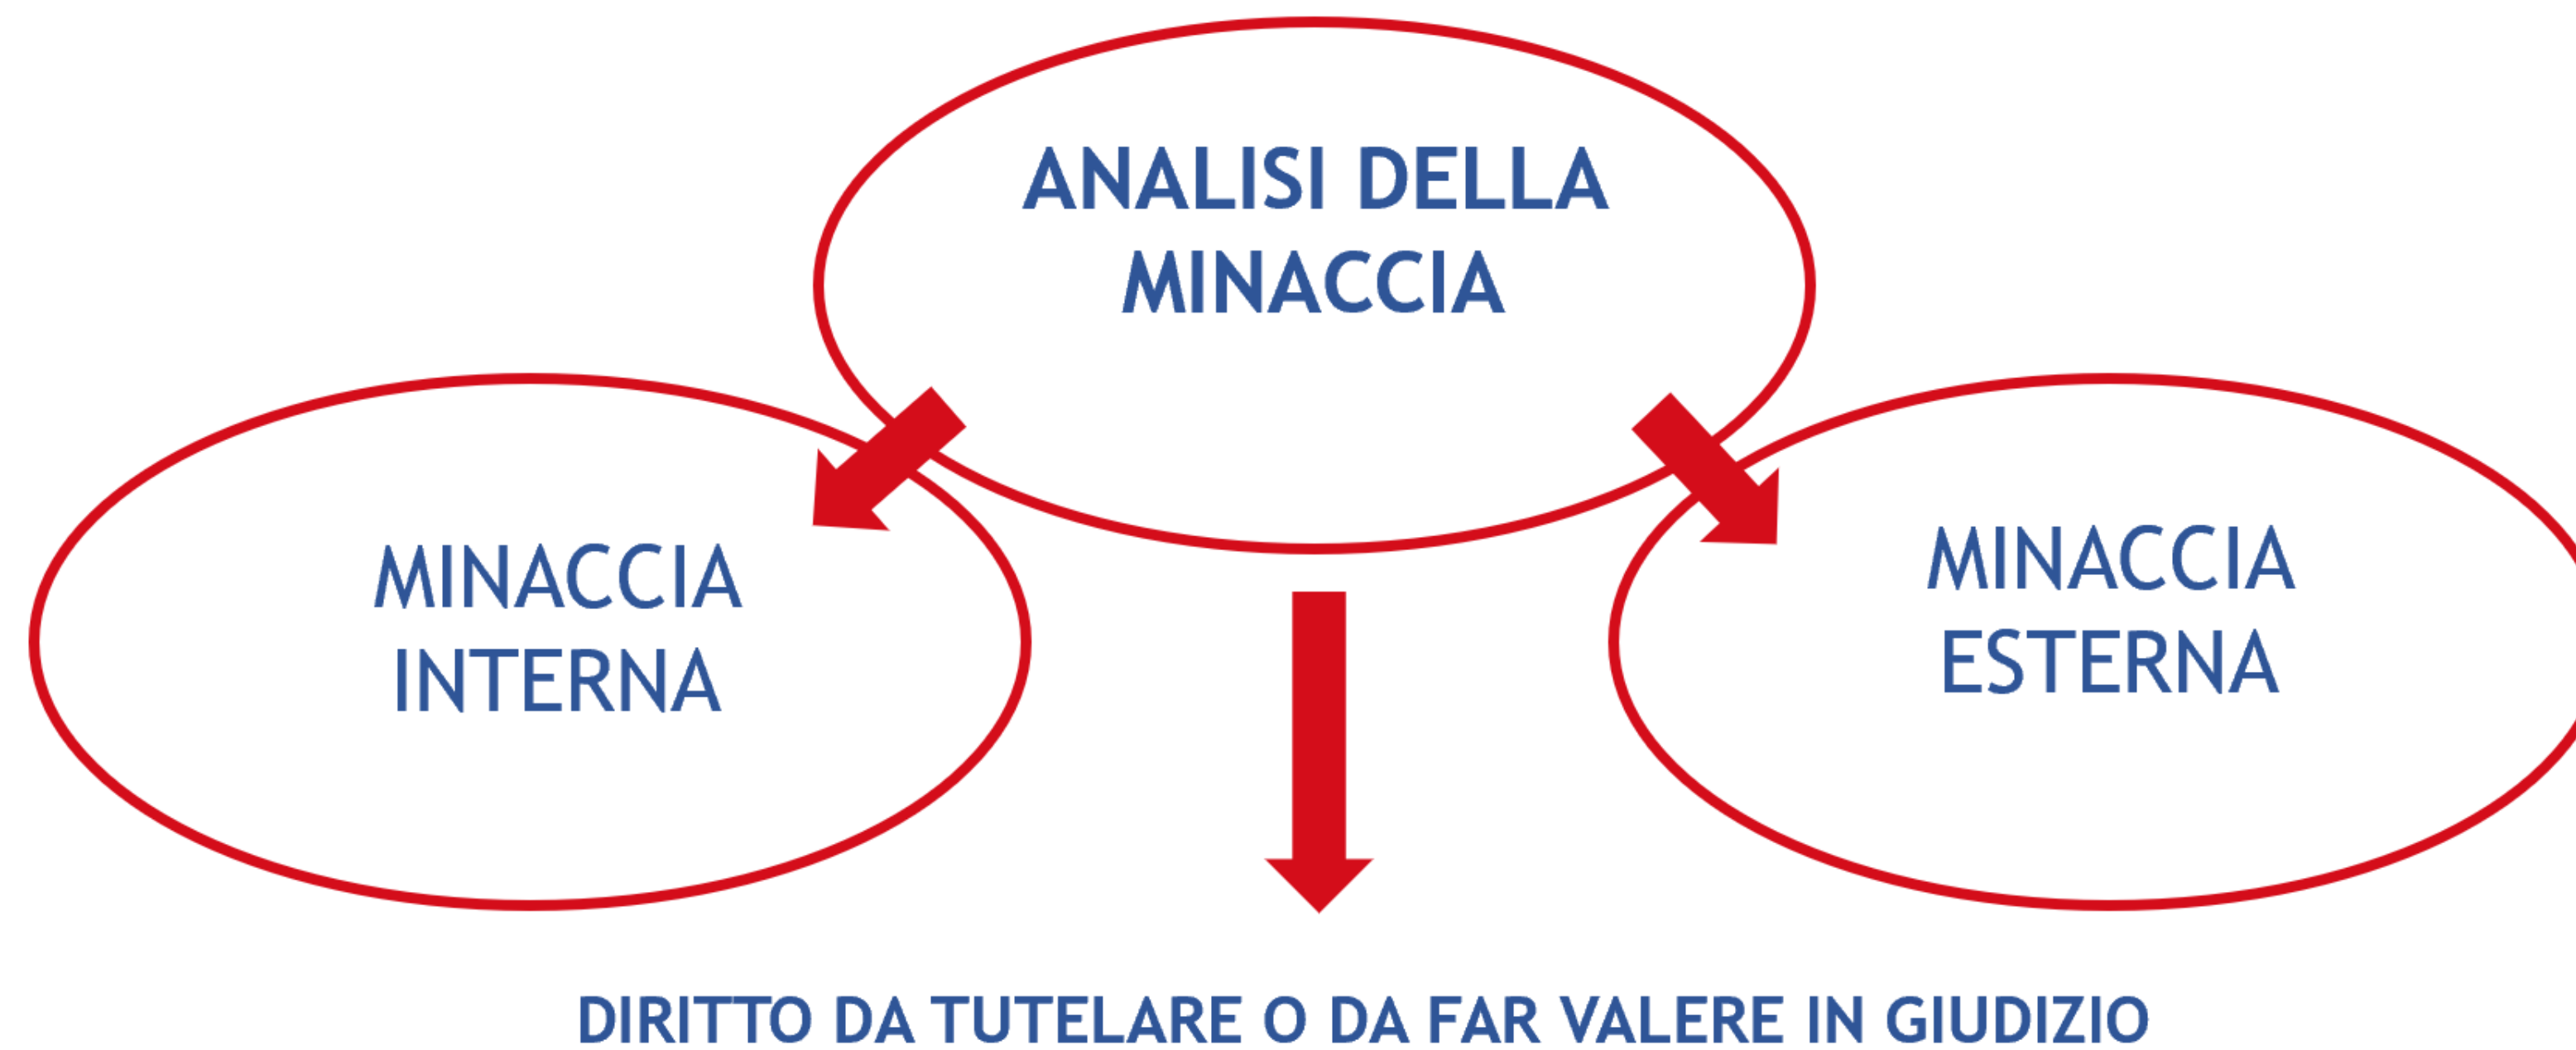 ANALISI DELLA
MINACCIA
MINACCIA
INTERNA
MINACCIA
ESTERNA
DIRITTO DA TUTELARE O DA FAR VALERE IN GIUDIZIO